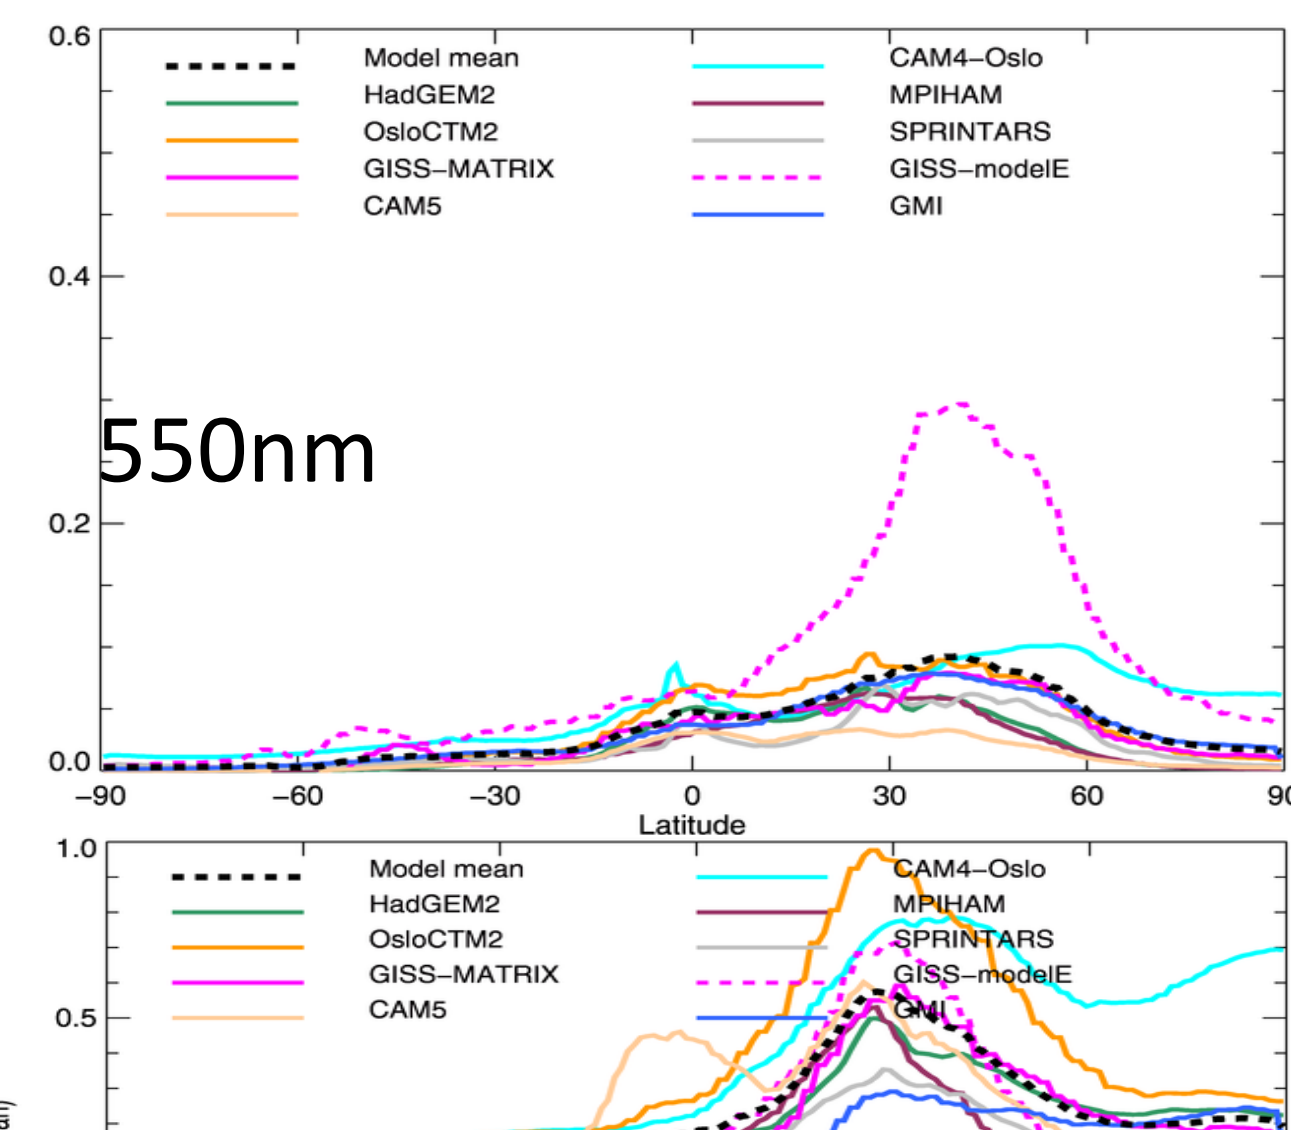 0.6
Model mean CAM4−Oslo
HadGEM2 MPIHAM
OsloCTM2 SPRINTARS
GISS−MATRIX GISS−modelE
CAM5 GMI
0.4
550nm
0.2
0.0
−90 −60 −30 0 30 60 90
Latitude
1.0
Model mean CAM4−Oslo
HadGEM2 MPIHAM
OsloCTM2 SPRINTARS
GISS−MATRIX GISS−modelE
CAM5 GMI
0.5